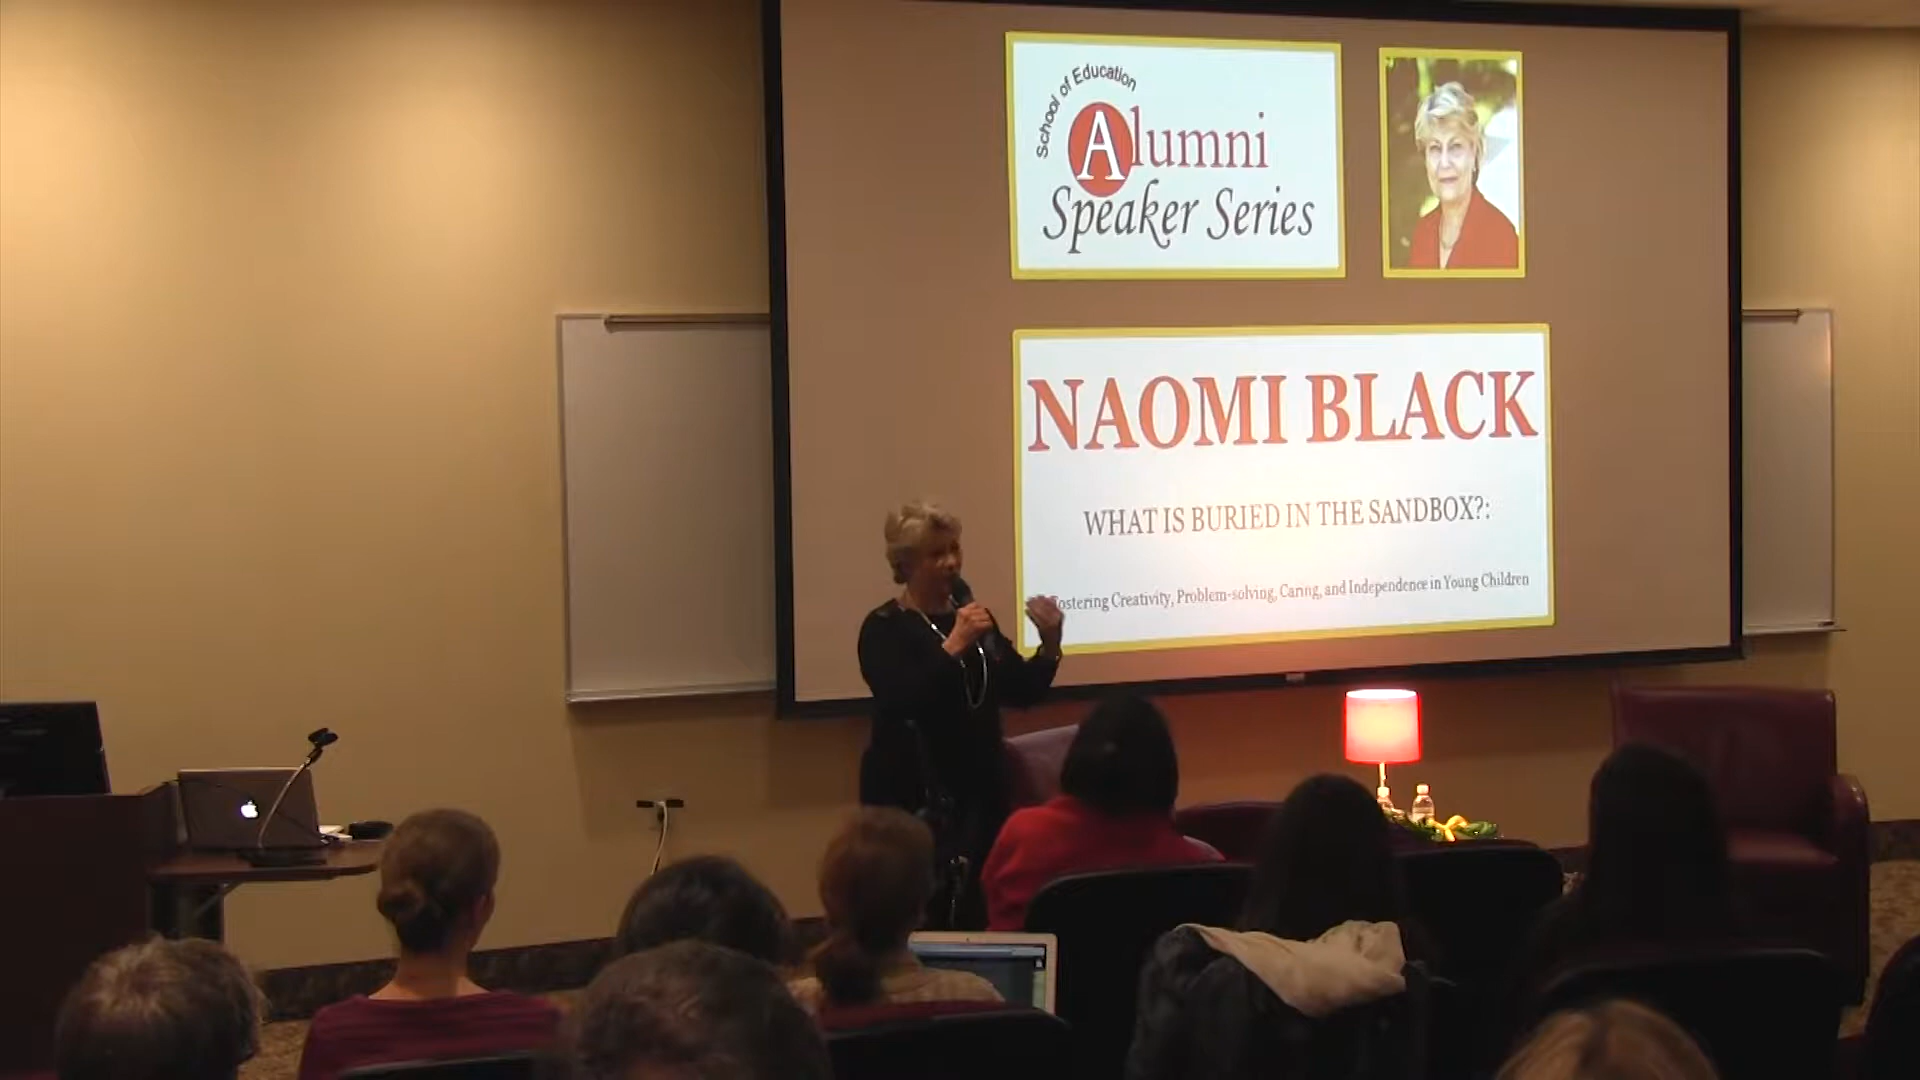 School of Education
Alumni
Speaker Series
NAOMI BLACK
WHAT IS BURIED IN THE SANDBOX?:
Fostering Creativity, Problem-solving, Caring, and Independence in Young Children